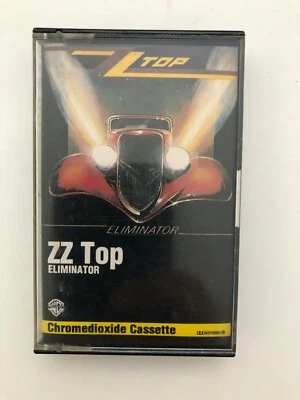 ZZ TOP
ELIMINATOR
ZZ Top
ELIMINATOR
Chromedioxide Cassette